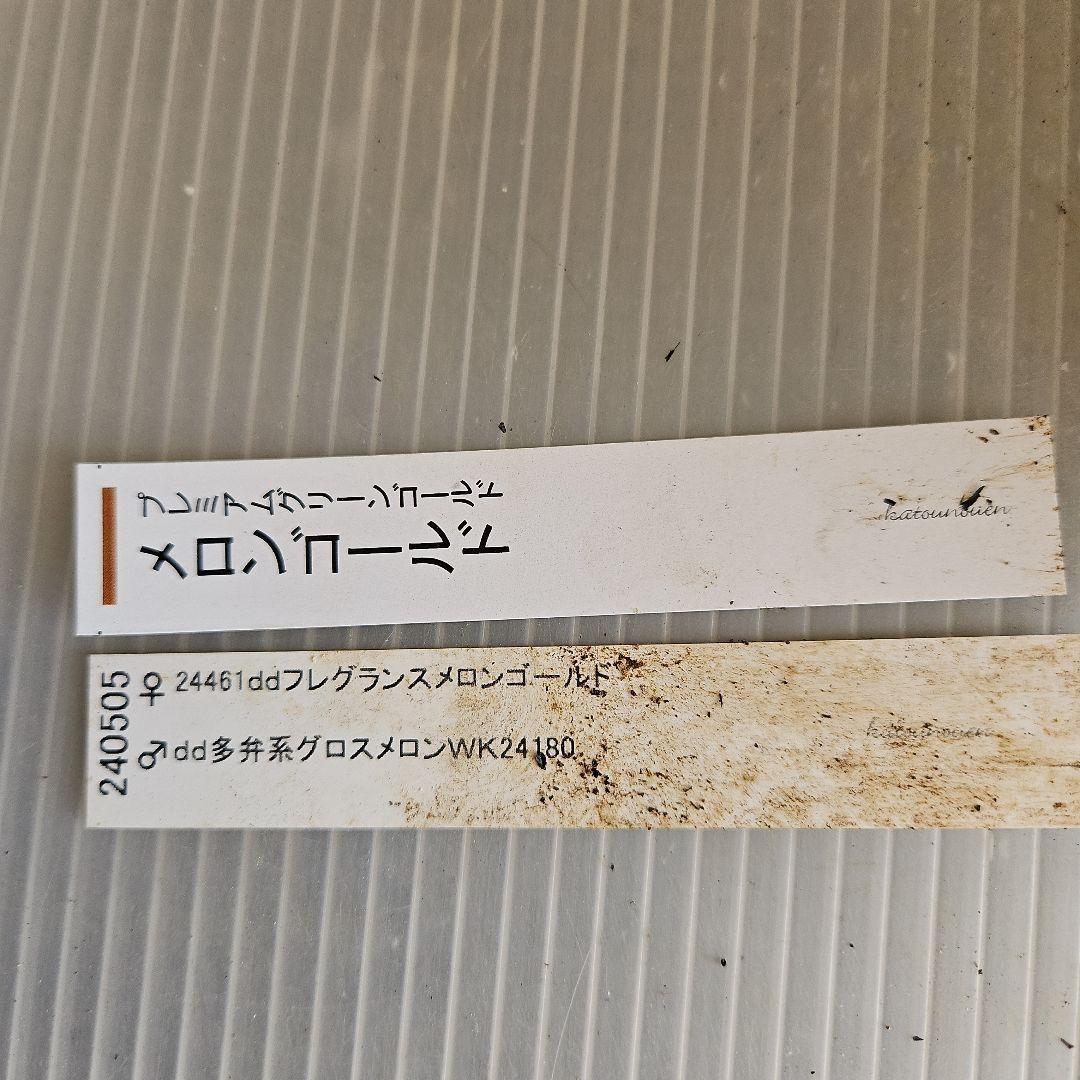 プレミアムグリーンゴールド
メロンゴールド
katounouen
240505
♀ 24461ddフレグランスメロンゴールド
♂dd多弁系グロスメロンWK24180
katounouen